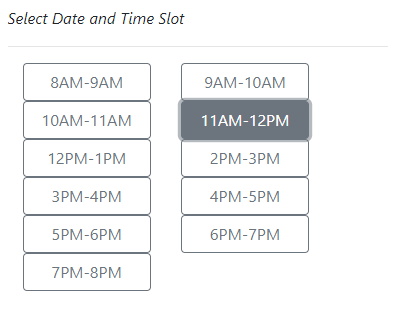 Select Date and Time Slot
8AM-9AM
9AM-10AM
10AM-11AM
11AM-12PM
12PM-1PM
2PM-3PM
3PM-4PM
4PM-5PM
5PM-6PM
6PM-7PM
7PM-8PM